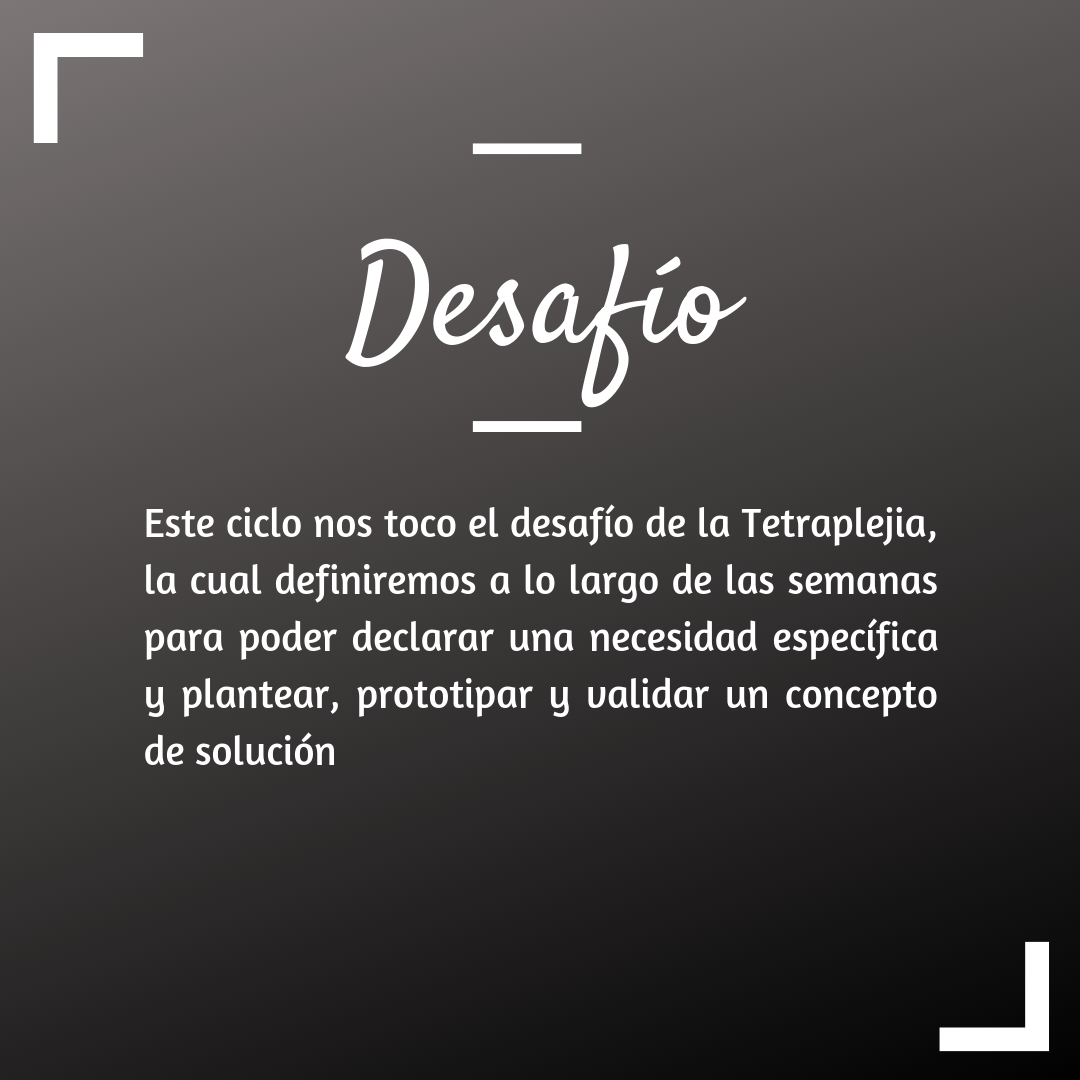 Desafío
Este ciclo nos toco el desafío de la Tetraplejia,
la cual definiremos a lo largo de las semanas
para poder declarar una necesidad específica
y plantear, prototipar y validar un concepto
de solución